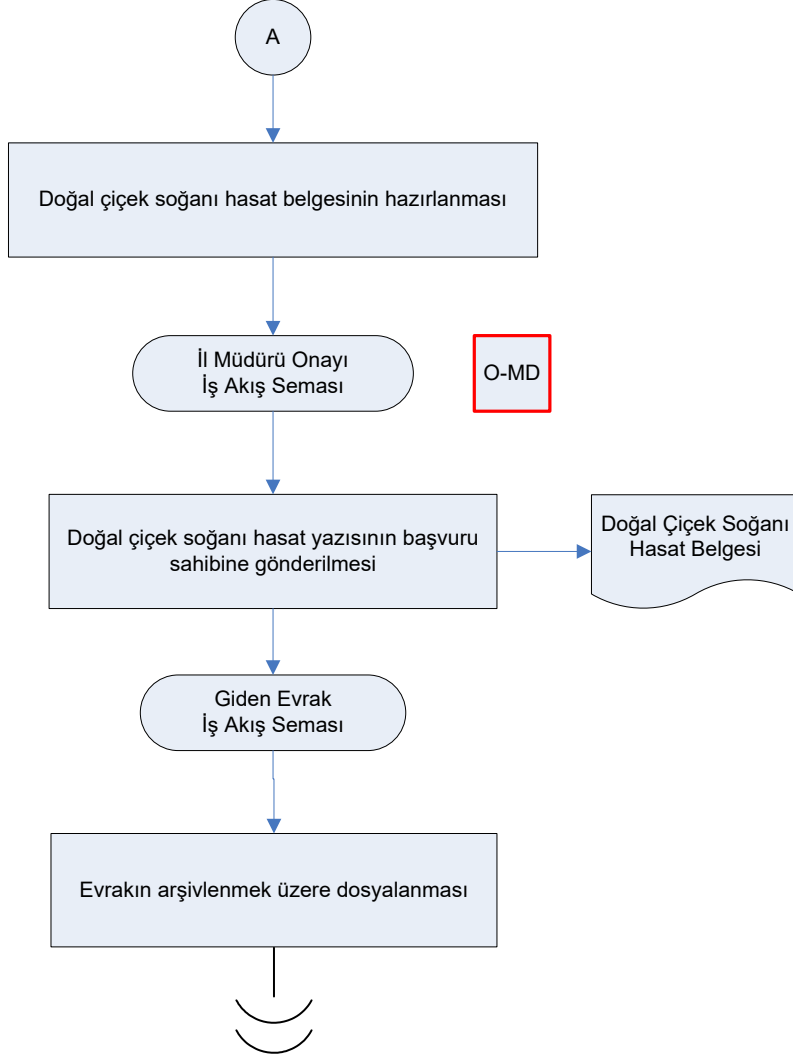 A
Doğal çiçek soğanı hasat belgesinin hazırlanması
İl Müdürü Onayı
İş Akış Seması
O-MD
Doğal çiçek soğanı hasat yazısının başvuru
sahibine gönderilmesi
Doğal Çiçek Soğanı
Hasat Belgesi
Giden Evrak
İş Akış Seması
Evrakın arşivlenmek üzere dosyalanması